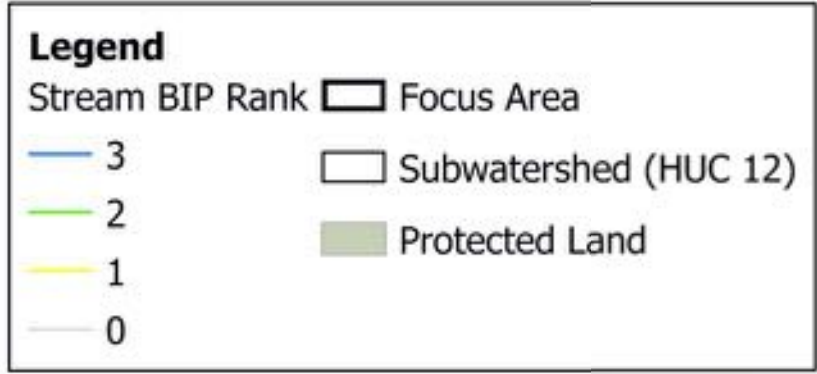 Legend
Stream BIP Rank
3
2
1
0
Focus Area
Subwatershed (HUC 12)
Protected Land